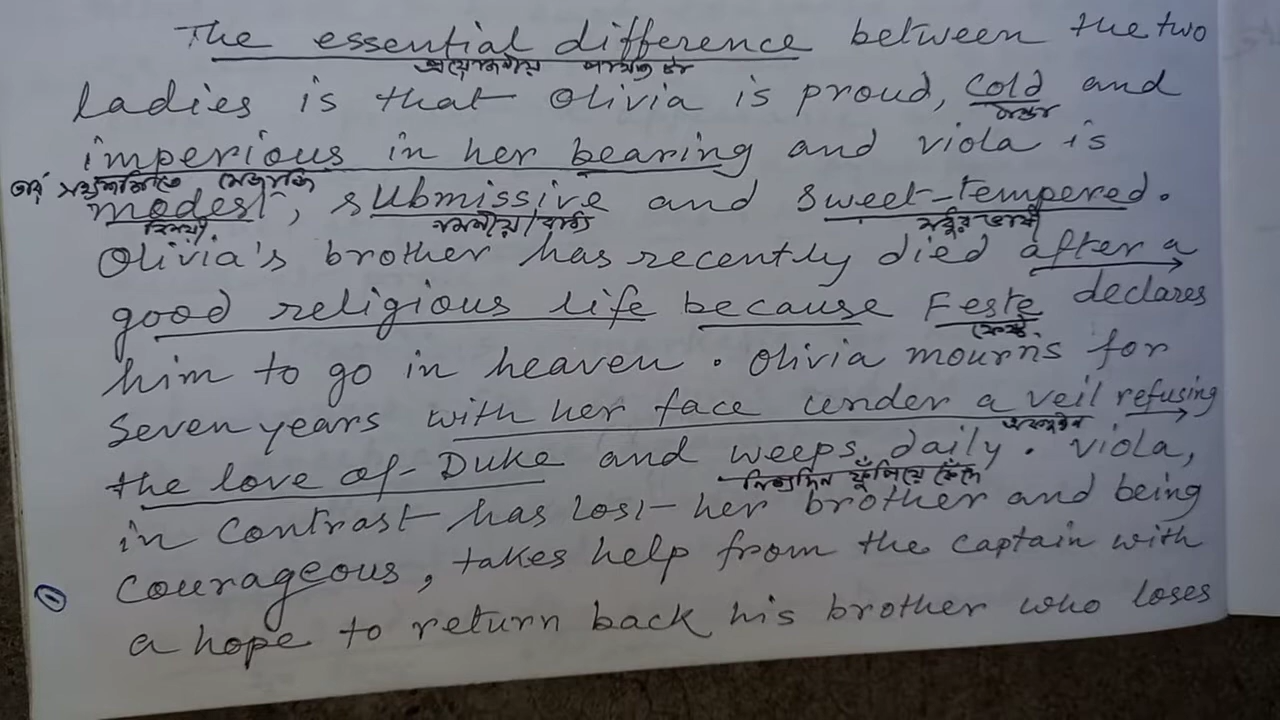 The essential difference between the two
ladies is that Olivia is proud, cold and
imperious in her bearing and viola is
modest, submissive and sweet-tempered.
বিনয়ী
Olivia's brother has recently died after a
good religious life because Feste declares
him to go in heaven. Olivia mourns for
Seven years with her face under a veil refusing
the love of Duke and weeps daily. viola,
নিত্যদিন ফুঁপিয়ে কেঁদে
in contrast has lost her brother and being
courageous, takes help from the captain with
a hope to return back his brother who loses